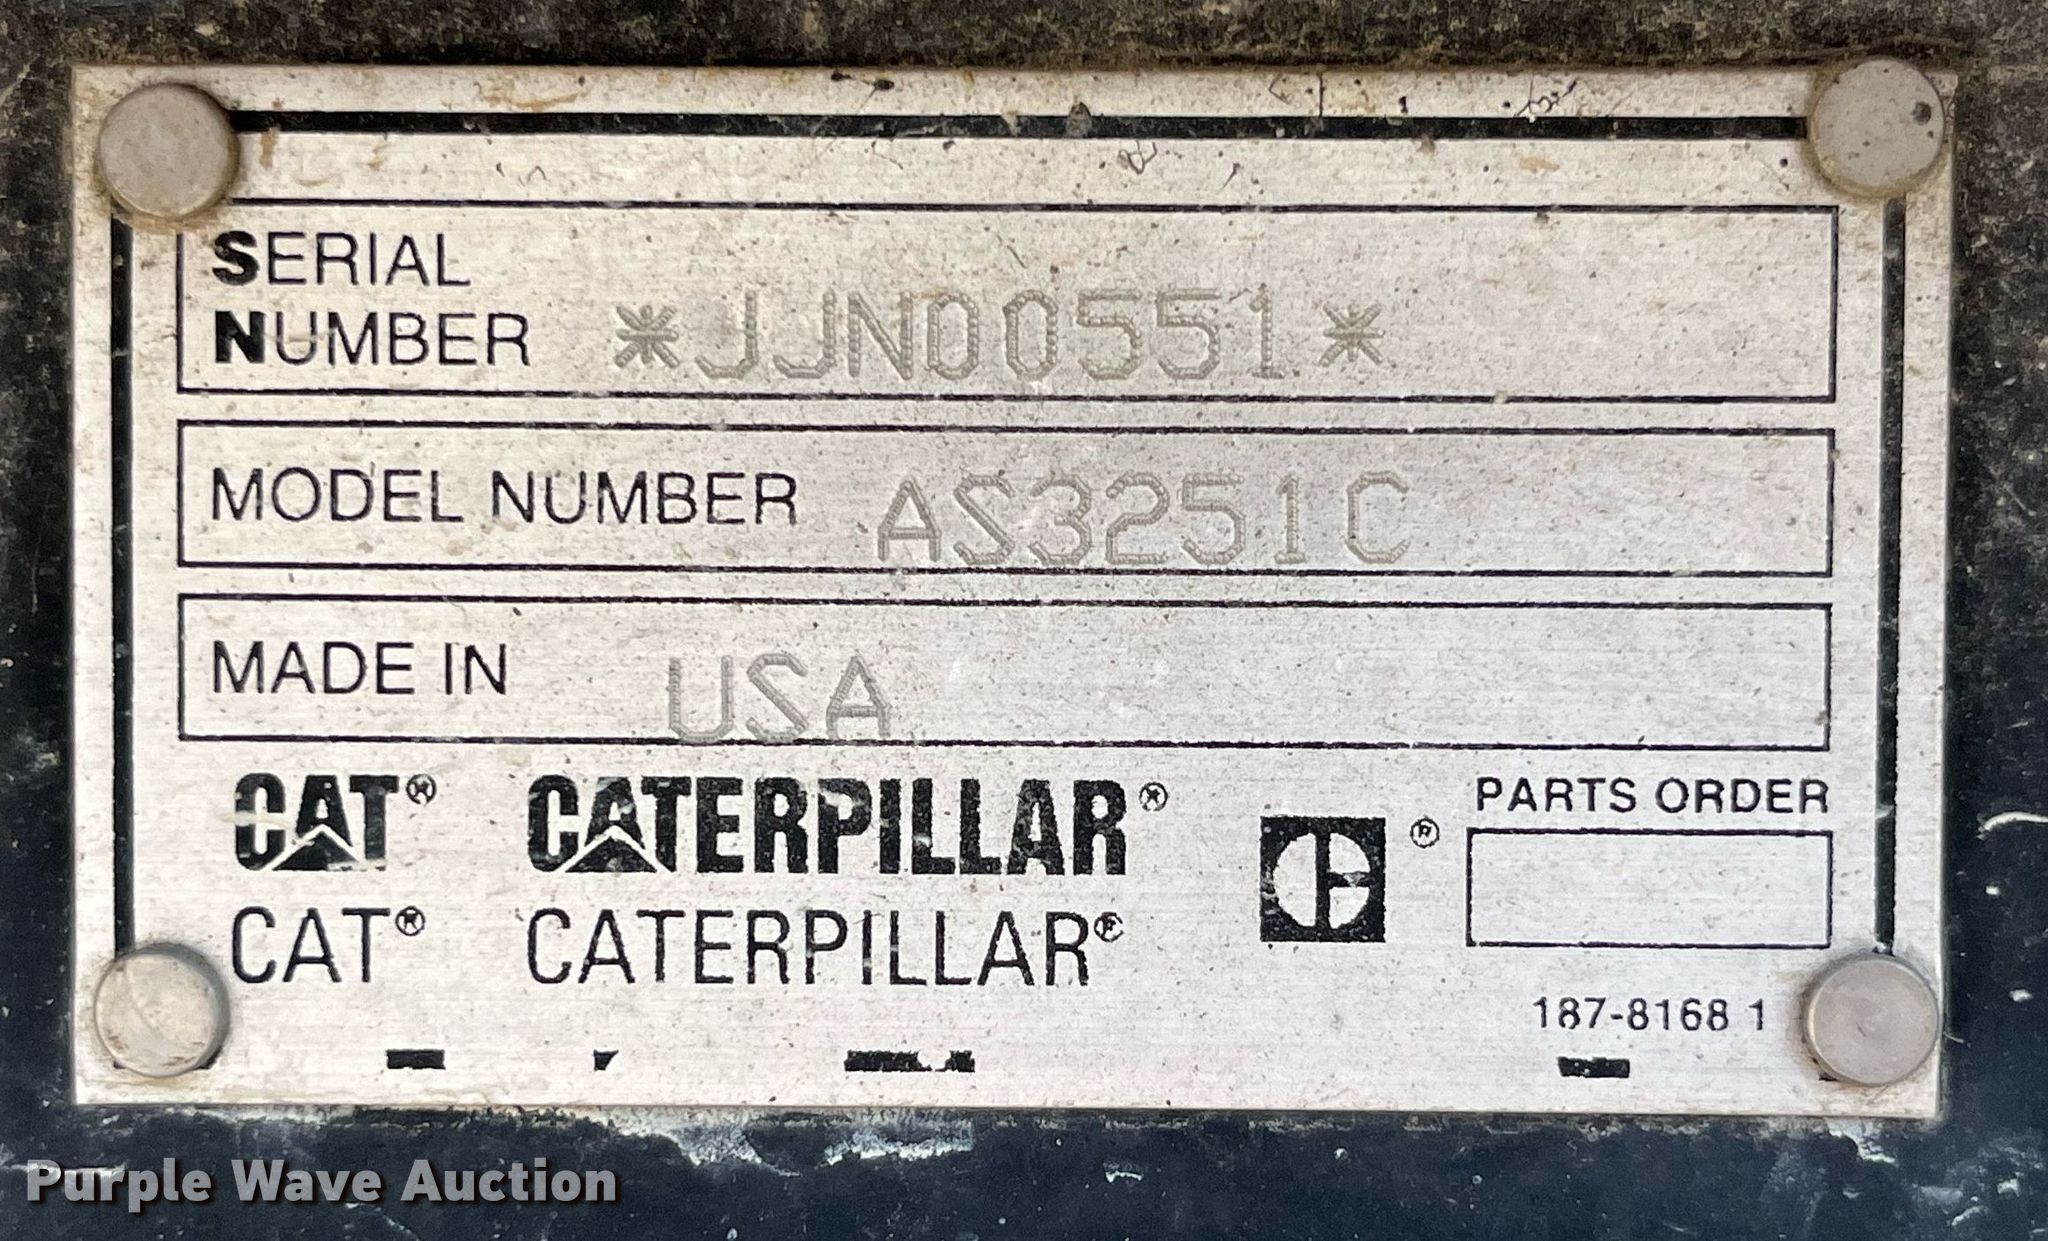 SERIAL
NUMBER *JJN00551*
MODEL NUMBER AS3251C
MADE IN USA
CAT® CATERPILLAR® ®
PARTS ORDER
CAT® CATERPILLAR®
187-8168 1
Purple Wave Auction